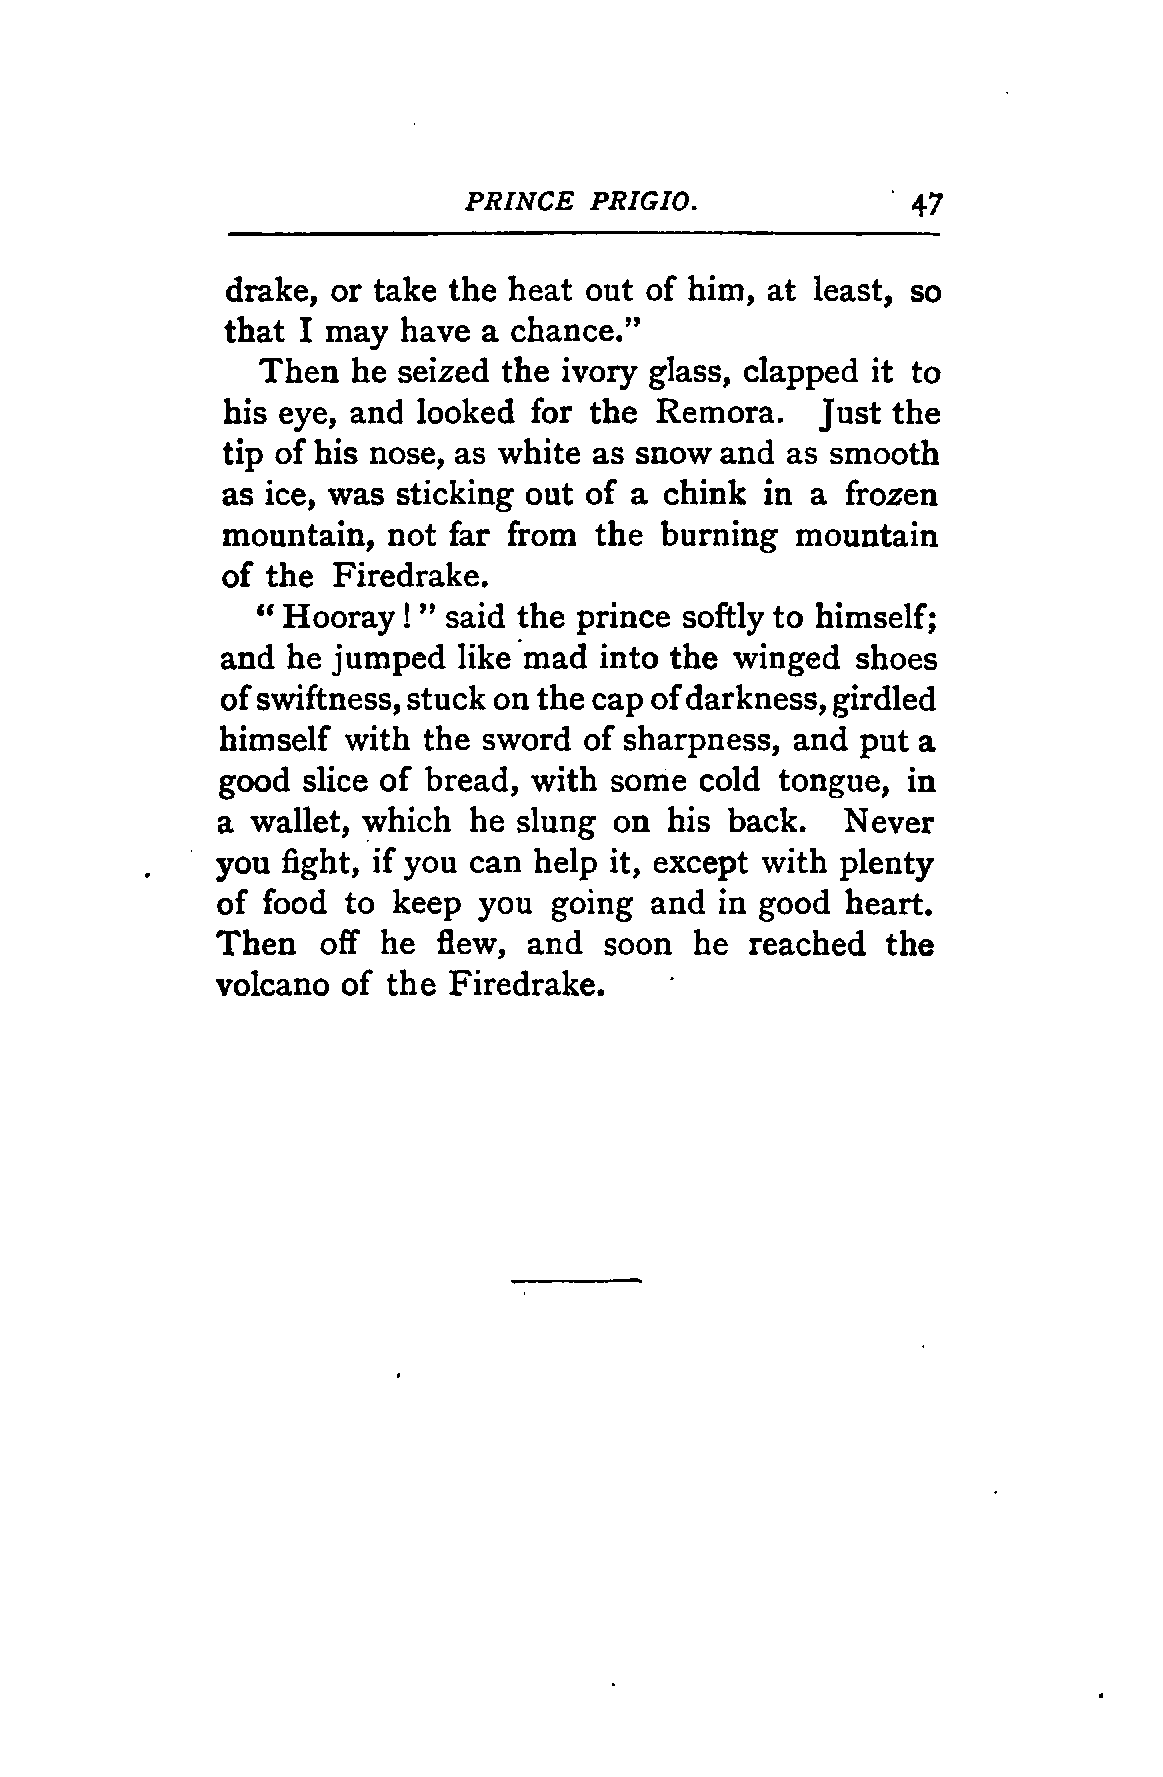 PRINCE PRIGIO. 47
drake, or take the heat out of him, at least, so
that I may have a chance.”
Then he seized the ivory glass, clapped it to
his eye, and looked for the Remora. Just the
tip of his nose, as white as snow and as smooth
as ice, was sticking out of a chink in a frozen
mountain, not far from the burning mountain
of the Firedrake.
“ Hooray ! ” said the prince softly to himself;
and he jumped like mad into the winged shoes
of swiftness, stuck on the cap of darkness, girdled
himself with the sword of sharpness, and put a
good slice of bread, with some cold tongue, in
a wallet, which he slung on his back. Never
you fight, if you can help it, except with plenty
of food to keep you going and in good heart.
Then off he flew, and soon he reached the
volcano of the Firedrake.